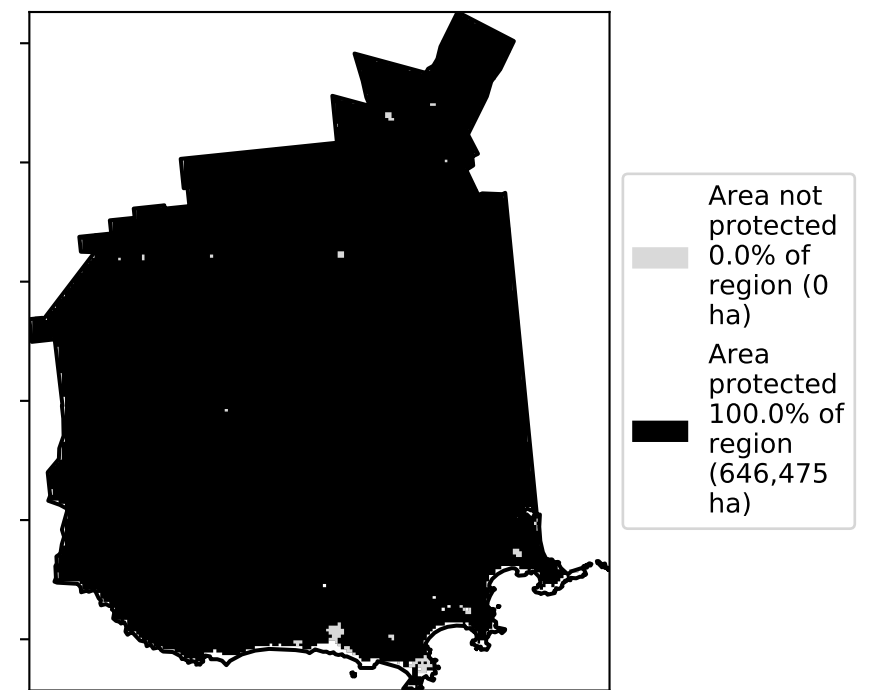 Area not
protected
0.0% of
region (0
ha)
Area
protected
100.0% of
region
(646,475
ha)